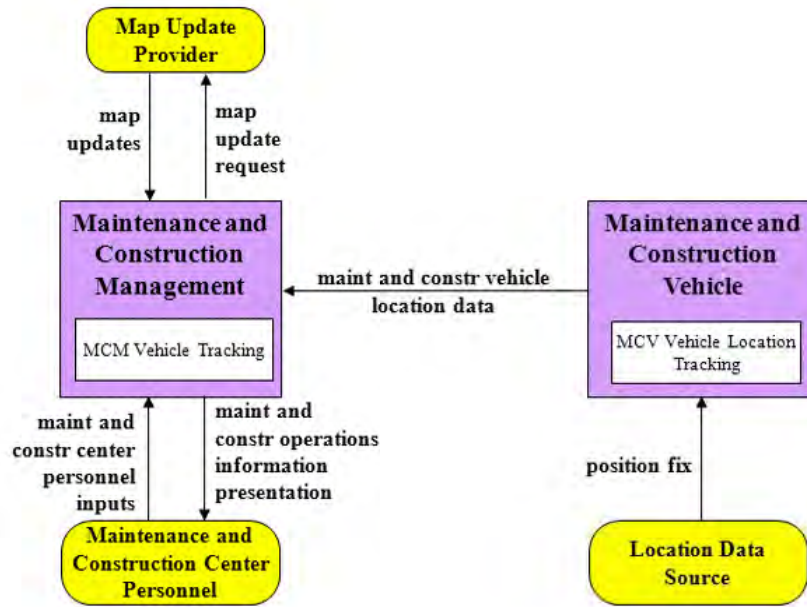 Map Update
Provider
map
updates
map
update
request
Maintenance and
Construction
Management
MCM Vehicle Tracking
maint and constr vehicle
location data
Maintenance and
Construction
Vehicle
MCV Vehicle Location
Tracking
maint and
constr center
personnel
inputs
maint and
constr operations
information
presentation
position fix
Maintenance and
Construction Center
Personnel
Location Data
Source